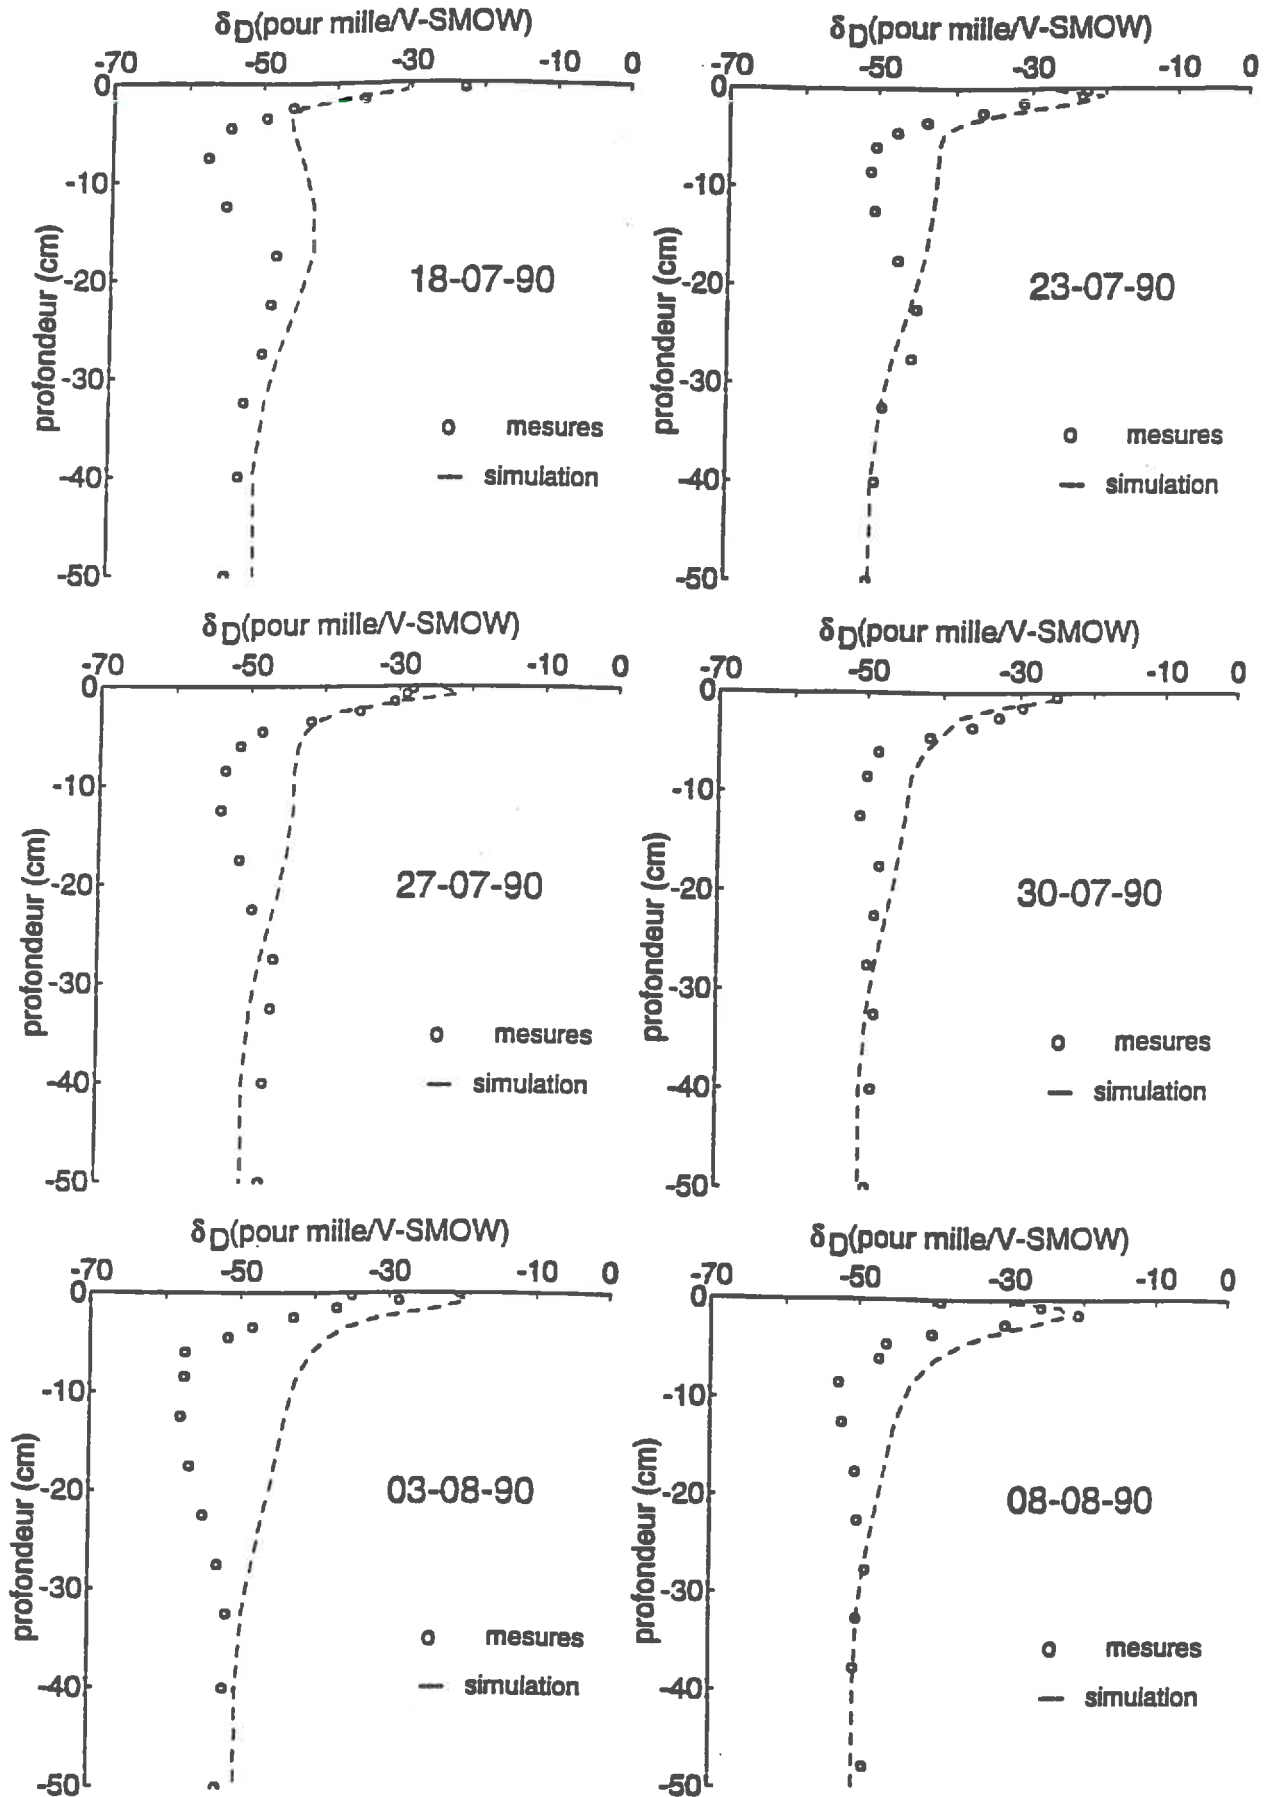 δD(pour mille/V-SMOW)
-70 -50 -30 -10 0
0
-10
-20
-30
-40
-50
profondeur (cm)
18-07-90
mesures
simulation
δD(pour mille/V-SMOW)
-70 -50 -30 -10 0
0
-10
-20
-30
-40
-50
profondeur (cm)
23-07-90
mesures
simulation
δD(pour mille/V-SMOW)
-70 -50 -30 -10 0
0
-10
-20
-30
-40
-50
profondeur (cm)
27-07-90
mesures
simulation
δD(pour mille/V-SMOW)
-70 -50 -30 -10 0
0
-10
-20
-30
-40
-50
profondeur (cm)
30-07-90
mesures
simulation
δD(pour mille/V-SMOW)
-70 -50 -30 -10 0
0
-10
-20
-30
-40
-50
profondeur (cm)
03-08-90
mesures
simulation
δD(pour mille/V-SMOW)
-70 -50 -30 -10 0
0
-10
-20
-30
-40
-50
profondeur (cm)
08-08-90
mesures
simulation